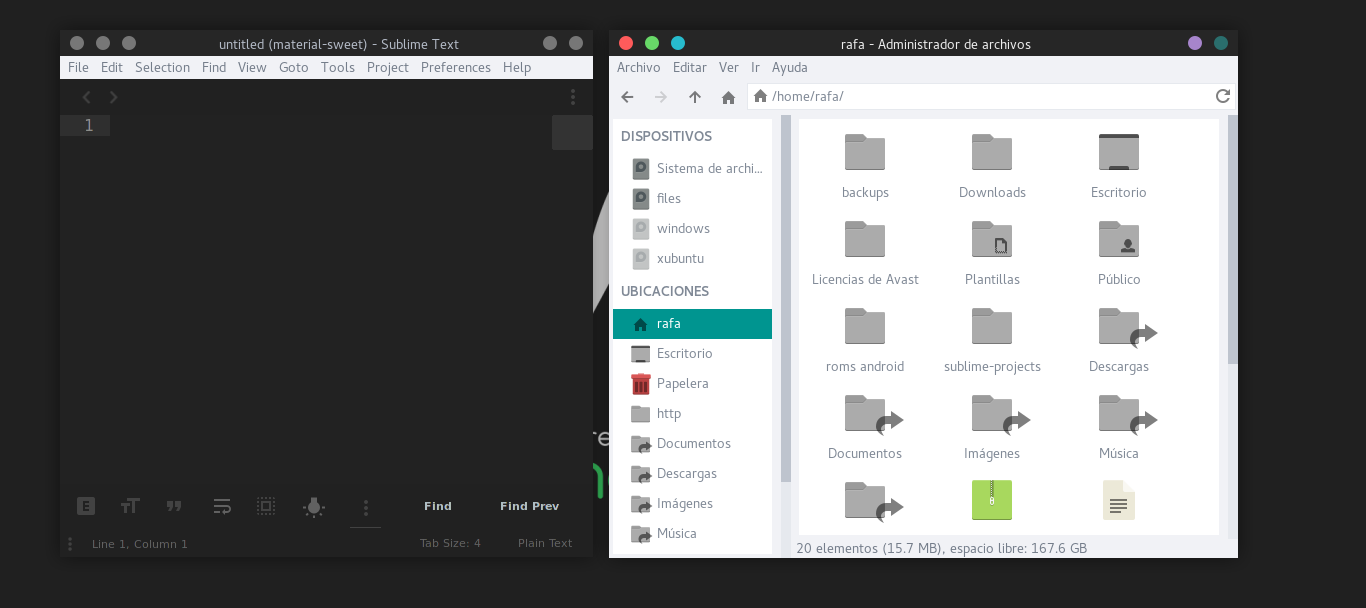 untitled (material-sweet) - Sublime Text
File Edit Selection Find View Goto Tools Project Preferences Help
1
E
Find
Find Prev
Line 1, Column 1
Tab Size: 4
Plain Text
re
rafa - Administrador de archivos
Archivo Editar Ver Ir Ayuda
/home/rafa/
DISPOSITIVOS
Sistema de archi...
files
windows
xubuntu
UBICACIONES
rafa
Escritorio
Papelera
http
Documentos
Descargas
Imágenes
Música
backups
Downloads
Escritorio
Licencias de Avast
Plantillas
Público
roms android
sublime-projects
Descargas
Documentos
Imágenes
Música
20 elementos (15.7 MB), espacio libre: 167.6 GB